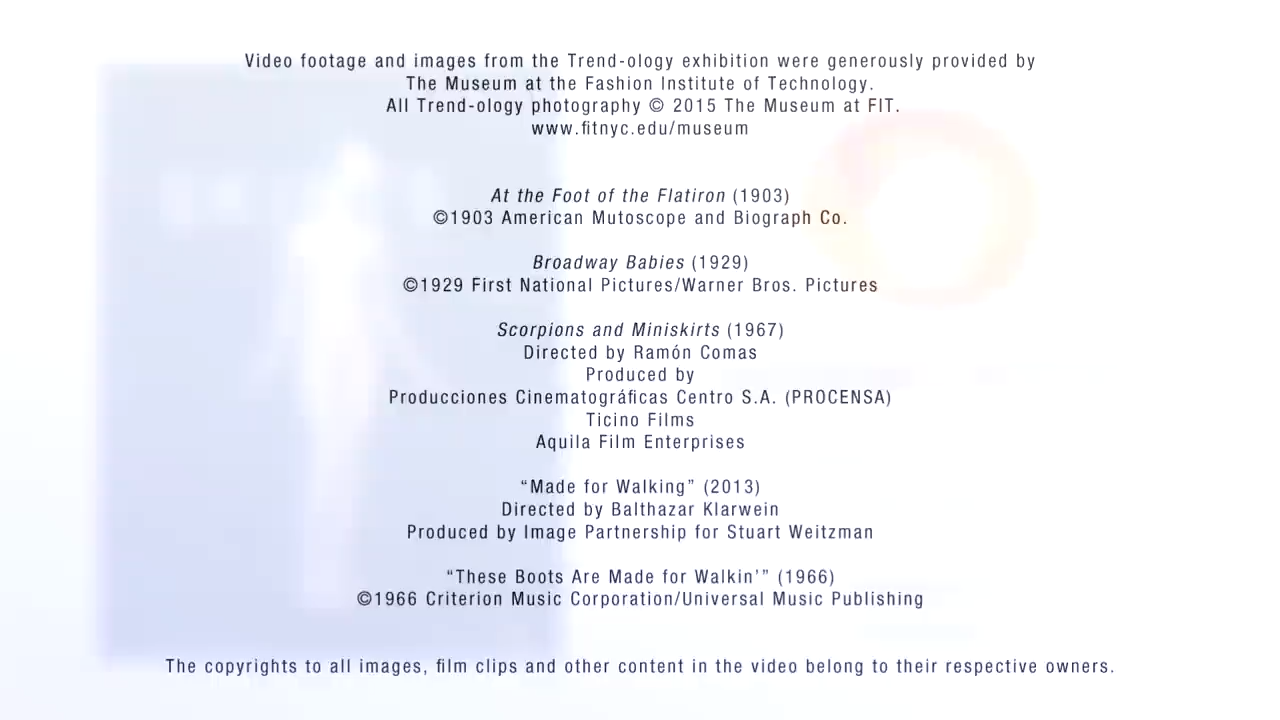 Video footage and images from the Trend-ology exhibition were generously provided by
The Museum at the Fashion Institute of Technology.
All Trend-ology photography © 2015 The Museum at FIT.
www.fitnyc.edu/museum
At the Foot of the Flatiron (1903)
©1903 American Mutoscope and Biograph Co.
Broadway Babies (1929)
©1929 First National Pictures/Warner Bros. Pictures
Scorpions and Miniskirts (1967)
Directed by Ramón Comas
Produced by
Producciones Cinematográficas Centro S.A. (PROCENSA)
Ticino Films
Aquila Film Enterprises
“Made for Walking” (2013)
Directed by Balthazar Klarwein
Produced by Image Partnership for Stuart Weitzman
“These Boots Are Made for Walkin’” (1966)
©1966 Criterion Music Corporation/Universal Music Publishing
The copyrights to all images, film clips and other content in the video belong to their respective owners.